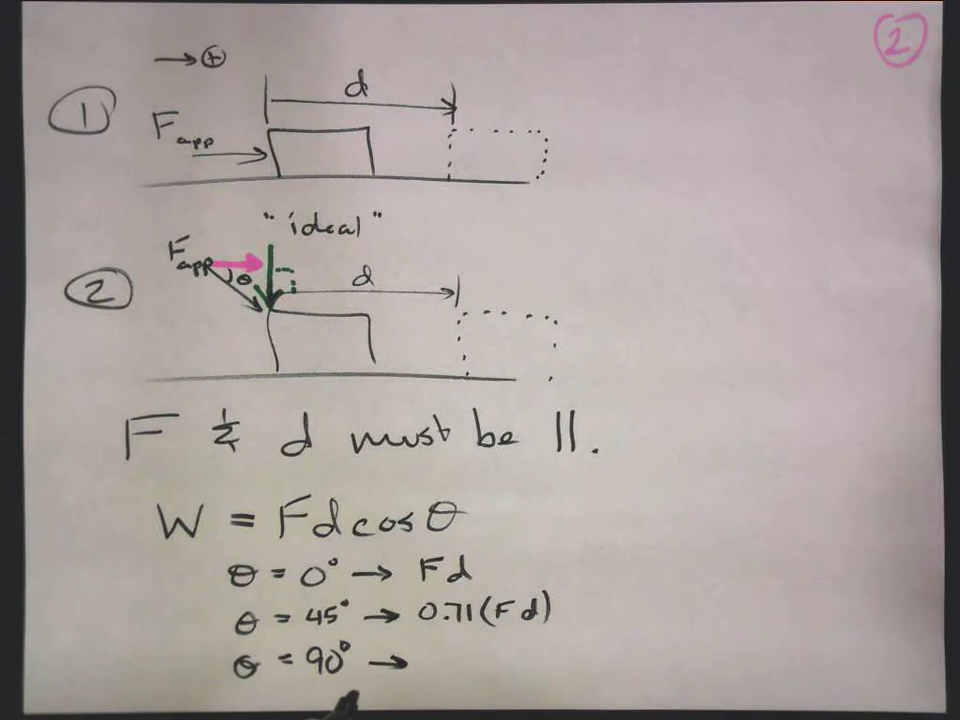 2
→ ⊕
1
d
F app
"ideal"
2
F app
θ
d
F & d must be ||.
W = Fd cos θ
θ = 0° → Fd
θ = 45° → 0.71(Fd)
θ = 90° →